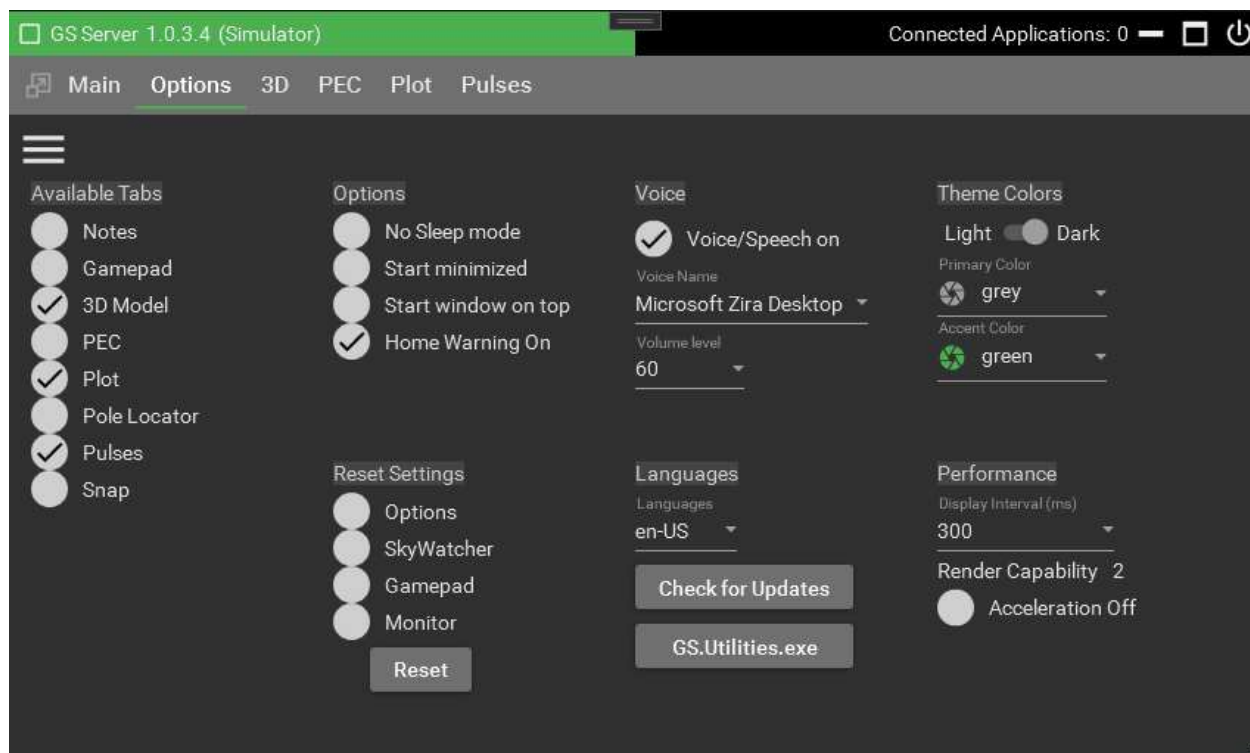 GS Server 1.0.3.4 (Simulator)
Connected Applications: 0
Main Options 3D PEC Plot Pulses
Available Tabs
Notes
Gamepad
3D Model
PEC
Plot
Pole Locator
Pulses
Snap
Options
No Sleep mode
Start minimized
Start window on top
Home Warning On
Reset Settings
Options
SkyWatcher
Gamepad
Monitor
Reset
Voice
Voice/Speech on
Voice Name
Microsoft Zira Desktop
Volume level
60
Languages
Languages
en-US
Check for Updates
GS.Utilities.exe
Theme Colors
Light Dark
Primary Color
grey
Accent Color
green
Performance
Display Interval (ms)
300
Render Capability 2
Acceleration Off